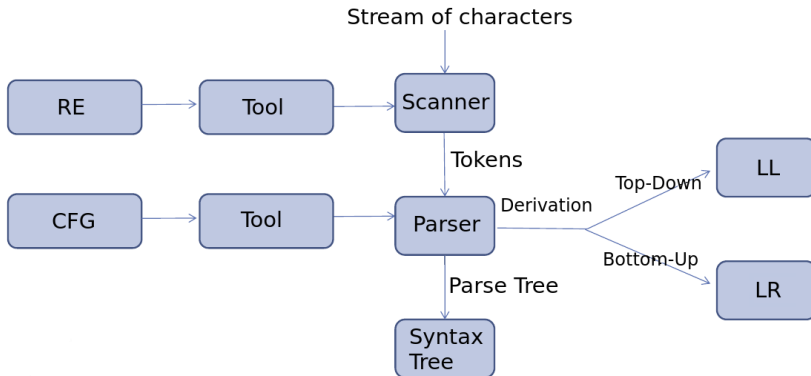 Stream of characters
RE
Tool
Scanner
Tokens
CFG
Tool
Parser
Derivation
Top-Down
LL
Bottom-Up
LR
Parse Tree
Syntax
Tree